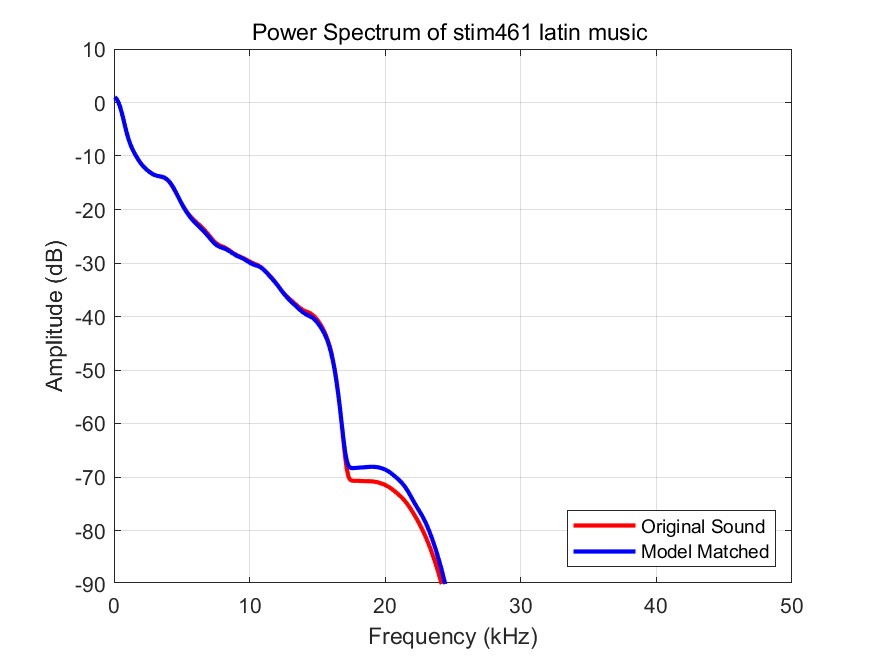 Power Spectrum of stim461 latin music
10
0
-10
-20
-30
-40
-50
-60
-70
-80
-90
Amplitude (dB)
Original Sound
Model Matched
0 10 20 30 40 50
Frequency (kHz)